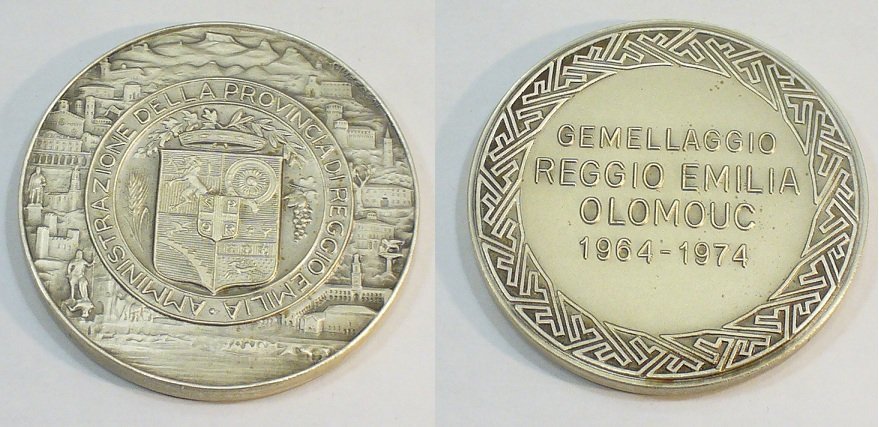 AMMINISTRAZIONE DELLA PROVINCIA DI REGGIO EMILIA
S P
Q R
GEMELLAGGIO
REGGIO EMILIA
OLOMOUC
1964-1974